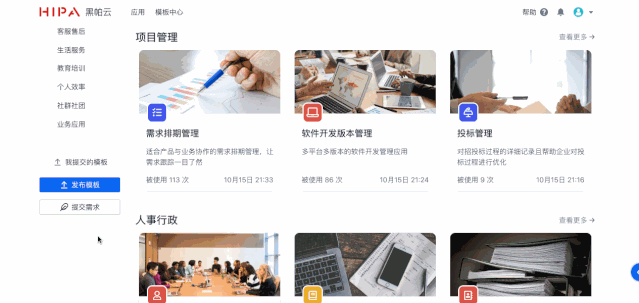 HIPA 黑帕云
应用 模板中心
帮助
客服售后
生活服务
教育培训
个人效率
社群社团
业务应用
我提交的模板
发布模板
提交需求
项目管理
查看更多 →
需求排期管理
适合产品与业务协作的需求排期管理，让
需求跟踪一目了然
被使用 113 次 10月15日 21:33
软件开发版本管理
多平台多版本的软件开发管理应用
被使用 86 次 10月15日 21:24
投标管理
对招投标过程的详细记录且帮助企业对投
标过程进行优化
被使用 9 次 10月15日 21:16
人事行政
查看更多 →